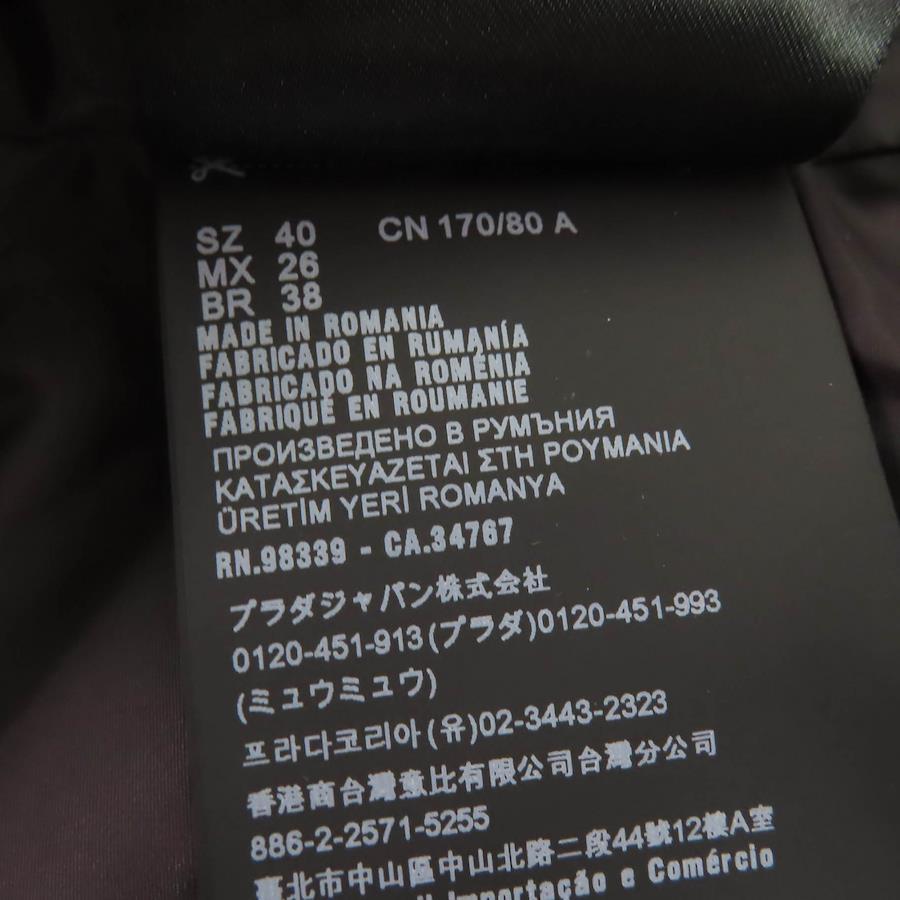 SZ 40 CN 170/80 A
MX 26
BR 38
MADE IN ROMANIA
FABRICADO EN RUMANÍA
FABRICADO NA ROMÉNIA
FABRIQUÉ EN ROUMANIE
ПРОИЗВЕДЕНО В РУМЪНИЯ
ΚΑΤΑΣΚΕΥΑΖΕΤΑΙ ΣΤΗ ΡΟΥΜΑΝΙΑ
ÜRETİM YERİ ROMANYA
RN.98339 - CA.34767
プラダジャパン株式会社
0120-451-913(プラダ)0120-451-993
(ミュウミュウ)
프라다코리아(유)02-3443-2323
香港商台灣意比有限公司台灣分公司
886-2-2571-5255
臺北市中山區中山北路二段44號12樓A室
Importação e Comércio